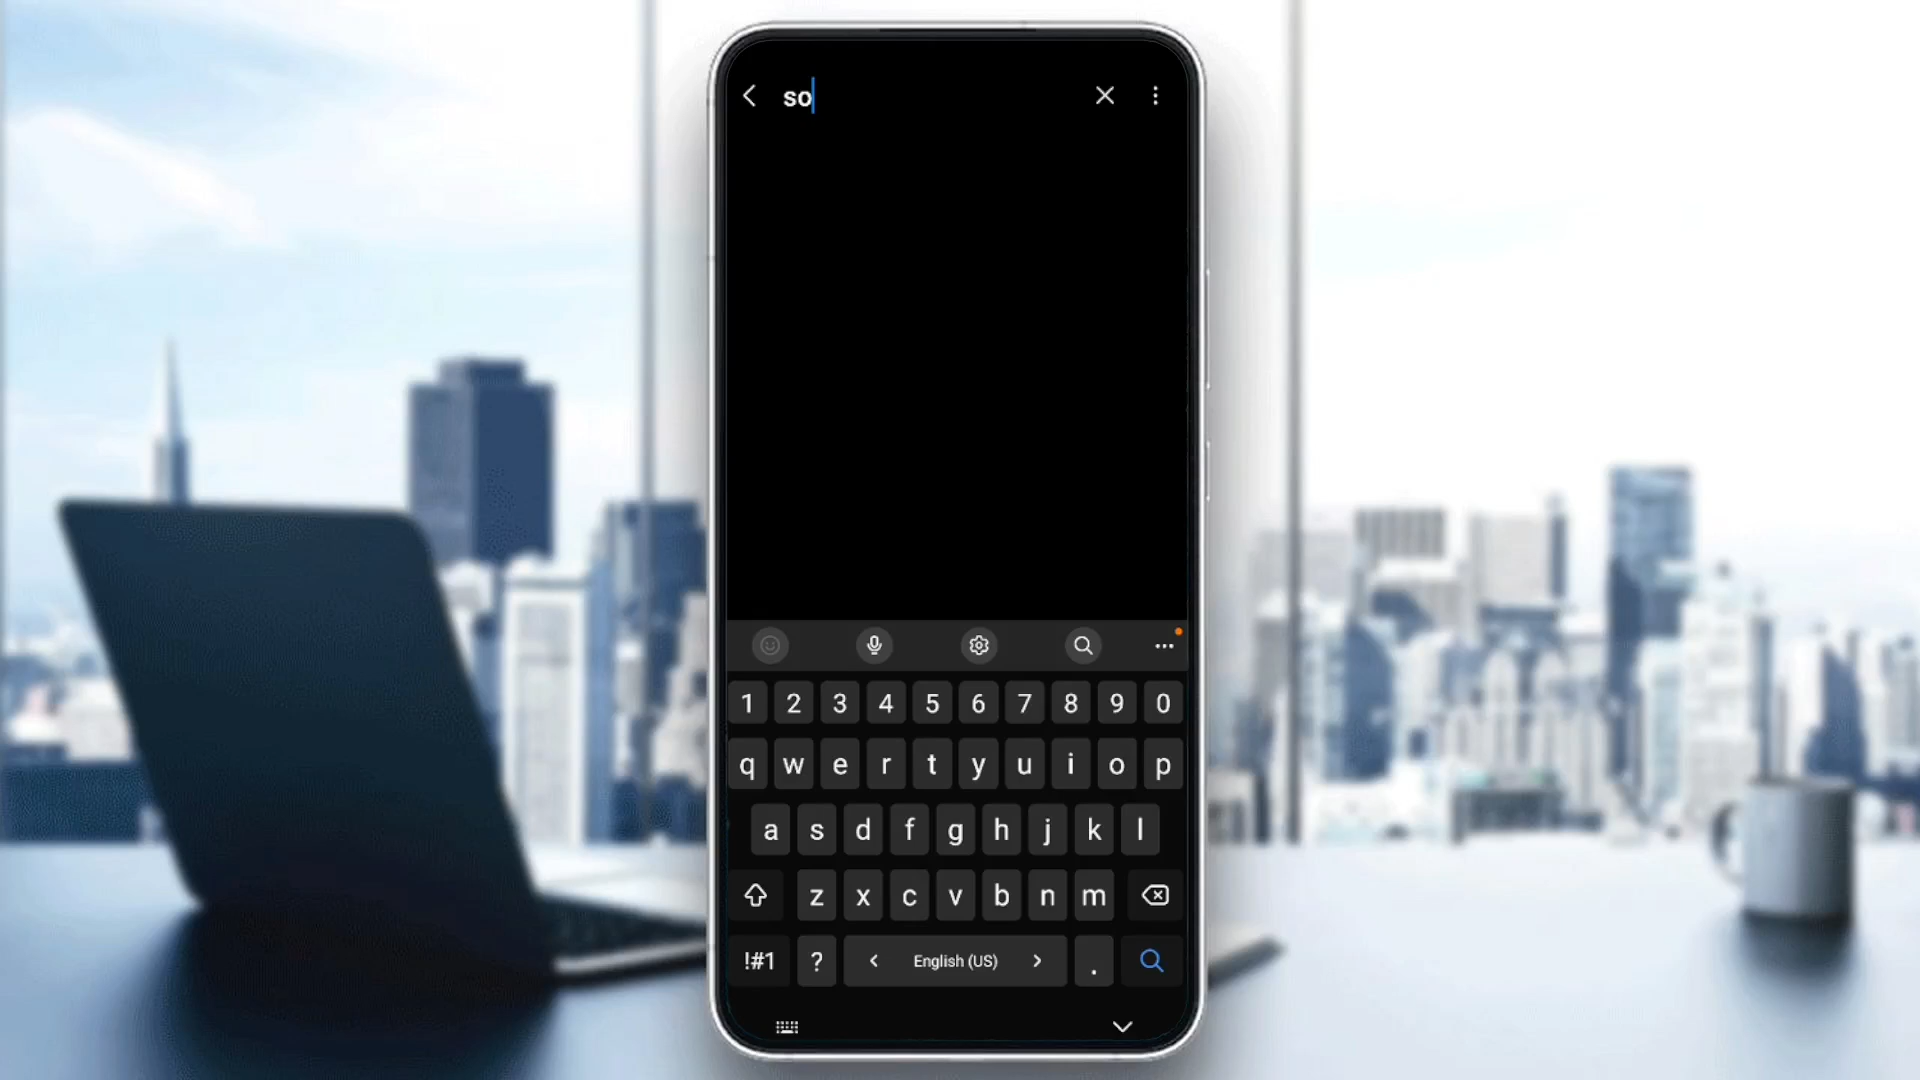 so
1 2 3 4 5 6 7 8 9 0
q w e r t y u i o p
a s d f g h j k l
z x c v b n m
!#1 ? < English (US) > .